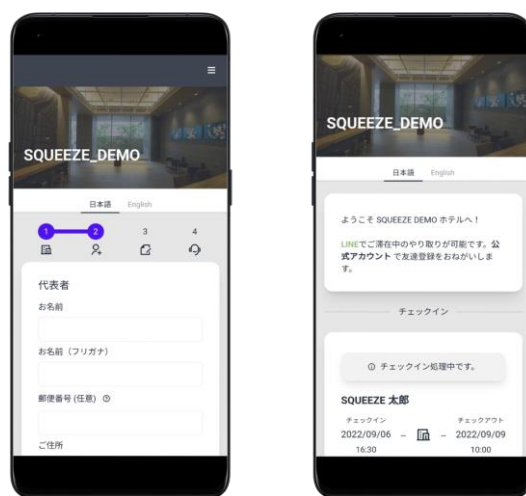 SQUEEZE_DEMO
日本語 English
1 2 3 4
代表者
お名前
お名前（フリガナ）
郵便番号 (任意)
ご住所
SQUEEZE_DEMO
日本語 English
ようこそ SQUEEZE DEMO ホテルへ！
LINEでご滞在中のやり取りが可能です。公
式アカウント で友達登録をおねがいしま
す。
チェックイン
チェックイン処理中です。
SQUEEZE 太郎
チェックイン チェックアウト
2022/09/06 – – 2022/09/09
16:30 10:00